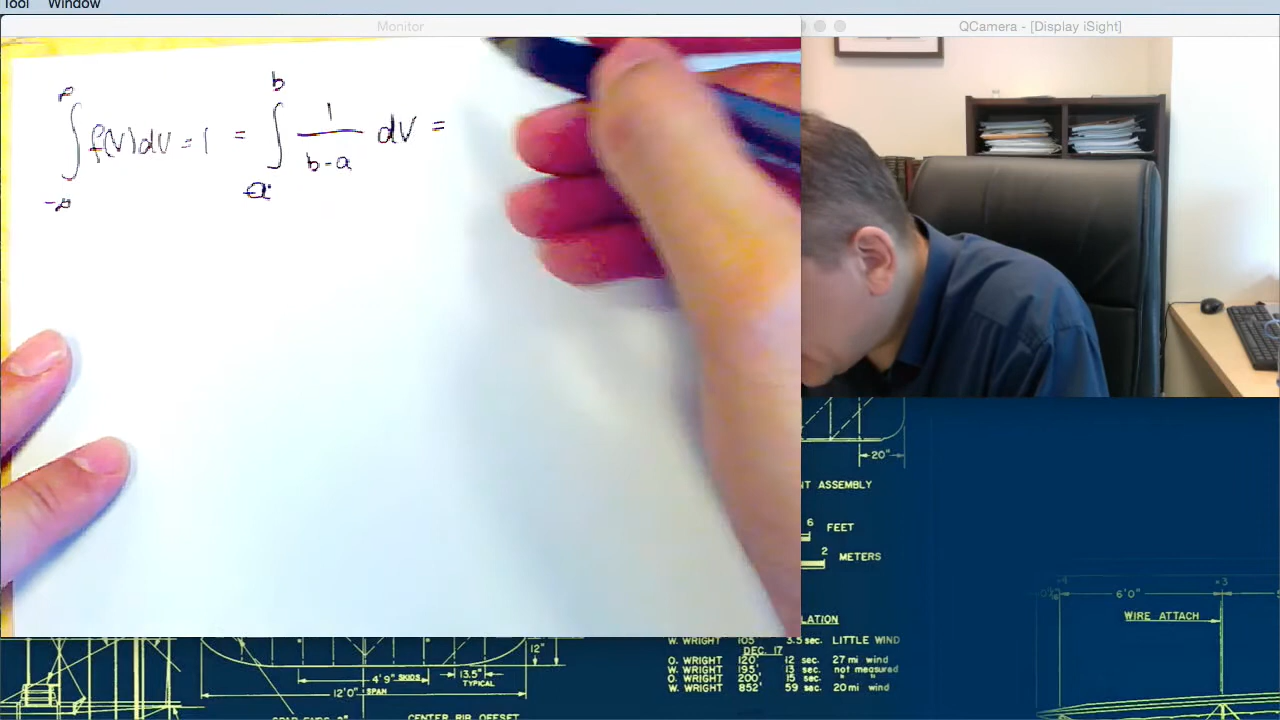 Tool Window
Monitor
QCamera - [Display iSight]
∫_{-∞}^{∞} f(v)dv = 1 = ∫_{a}^{b} 1/(b-a) dv =
20"
NT ASSEMBLY
6 FEET
2 METERS
+3
6'0"
WIRE ATTACH
LATION
W. WRIGHT 105' 3.5 sec. LITTLE WIND
DEC. 17
O. WRIGHT 120' 12 sec. 27 mi wind
W. WRIGHT 195' 13 sec. not measured
O. WRIGHT 200' 15 sec. " "
W. WRIGHT 852' 59 sec. 20 mi wind
12"
4'9" SKIDS
13.5" TYPICAL
12'0" SPAN
CENTER RIB OFFSET